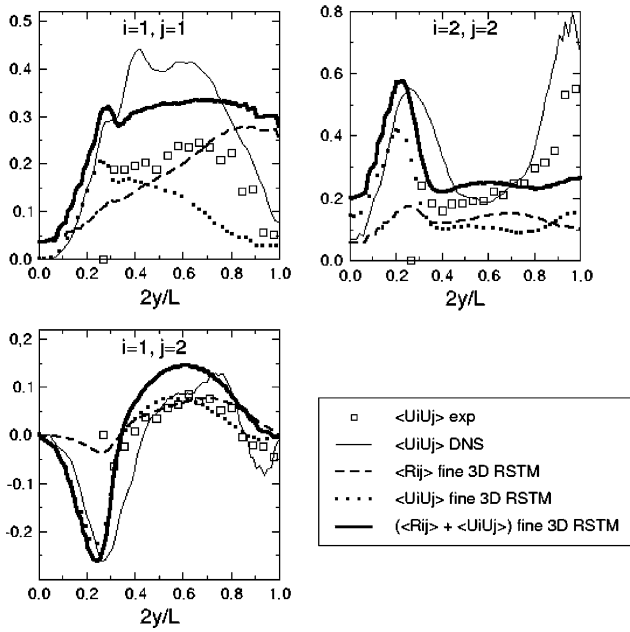 i=1, j=1
0.5
0.4
0.3
0.2
0.1
0.0
0.0 0.2 0.4 0.6 0.8 1.0
2y/L
i=2, j=2
0.8
0.6
0.4
0.2
0.0
0.0 0.2 0.4 0.6 0.8 1.0
2y/L
i=1, j=2
0.2
0.1
0.0
-0.1
-0.2
0.0 0.2 0.4 0.6 0.8 1.0
2y/L
<UiUj> exp
<UiUj> DNS
<Rij> fine 3D RSTM
<UiUj> fine 3D RSTM
(<Rij> + <UiUj>) fine 3D RSTM